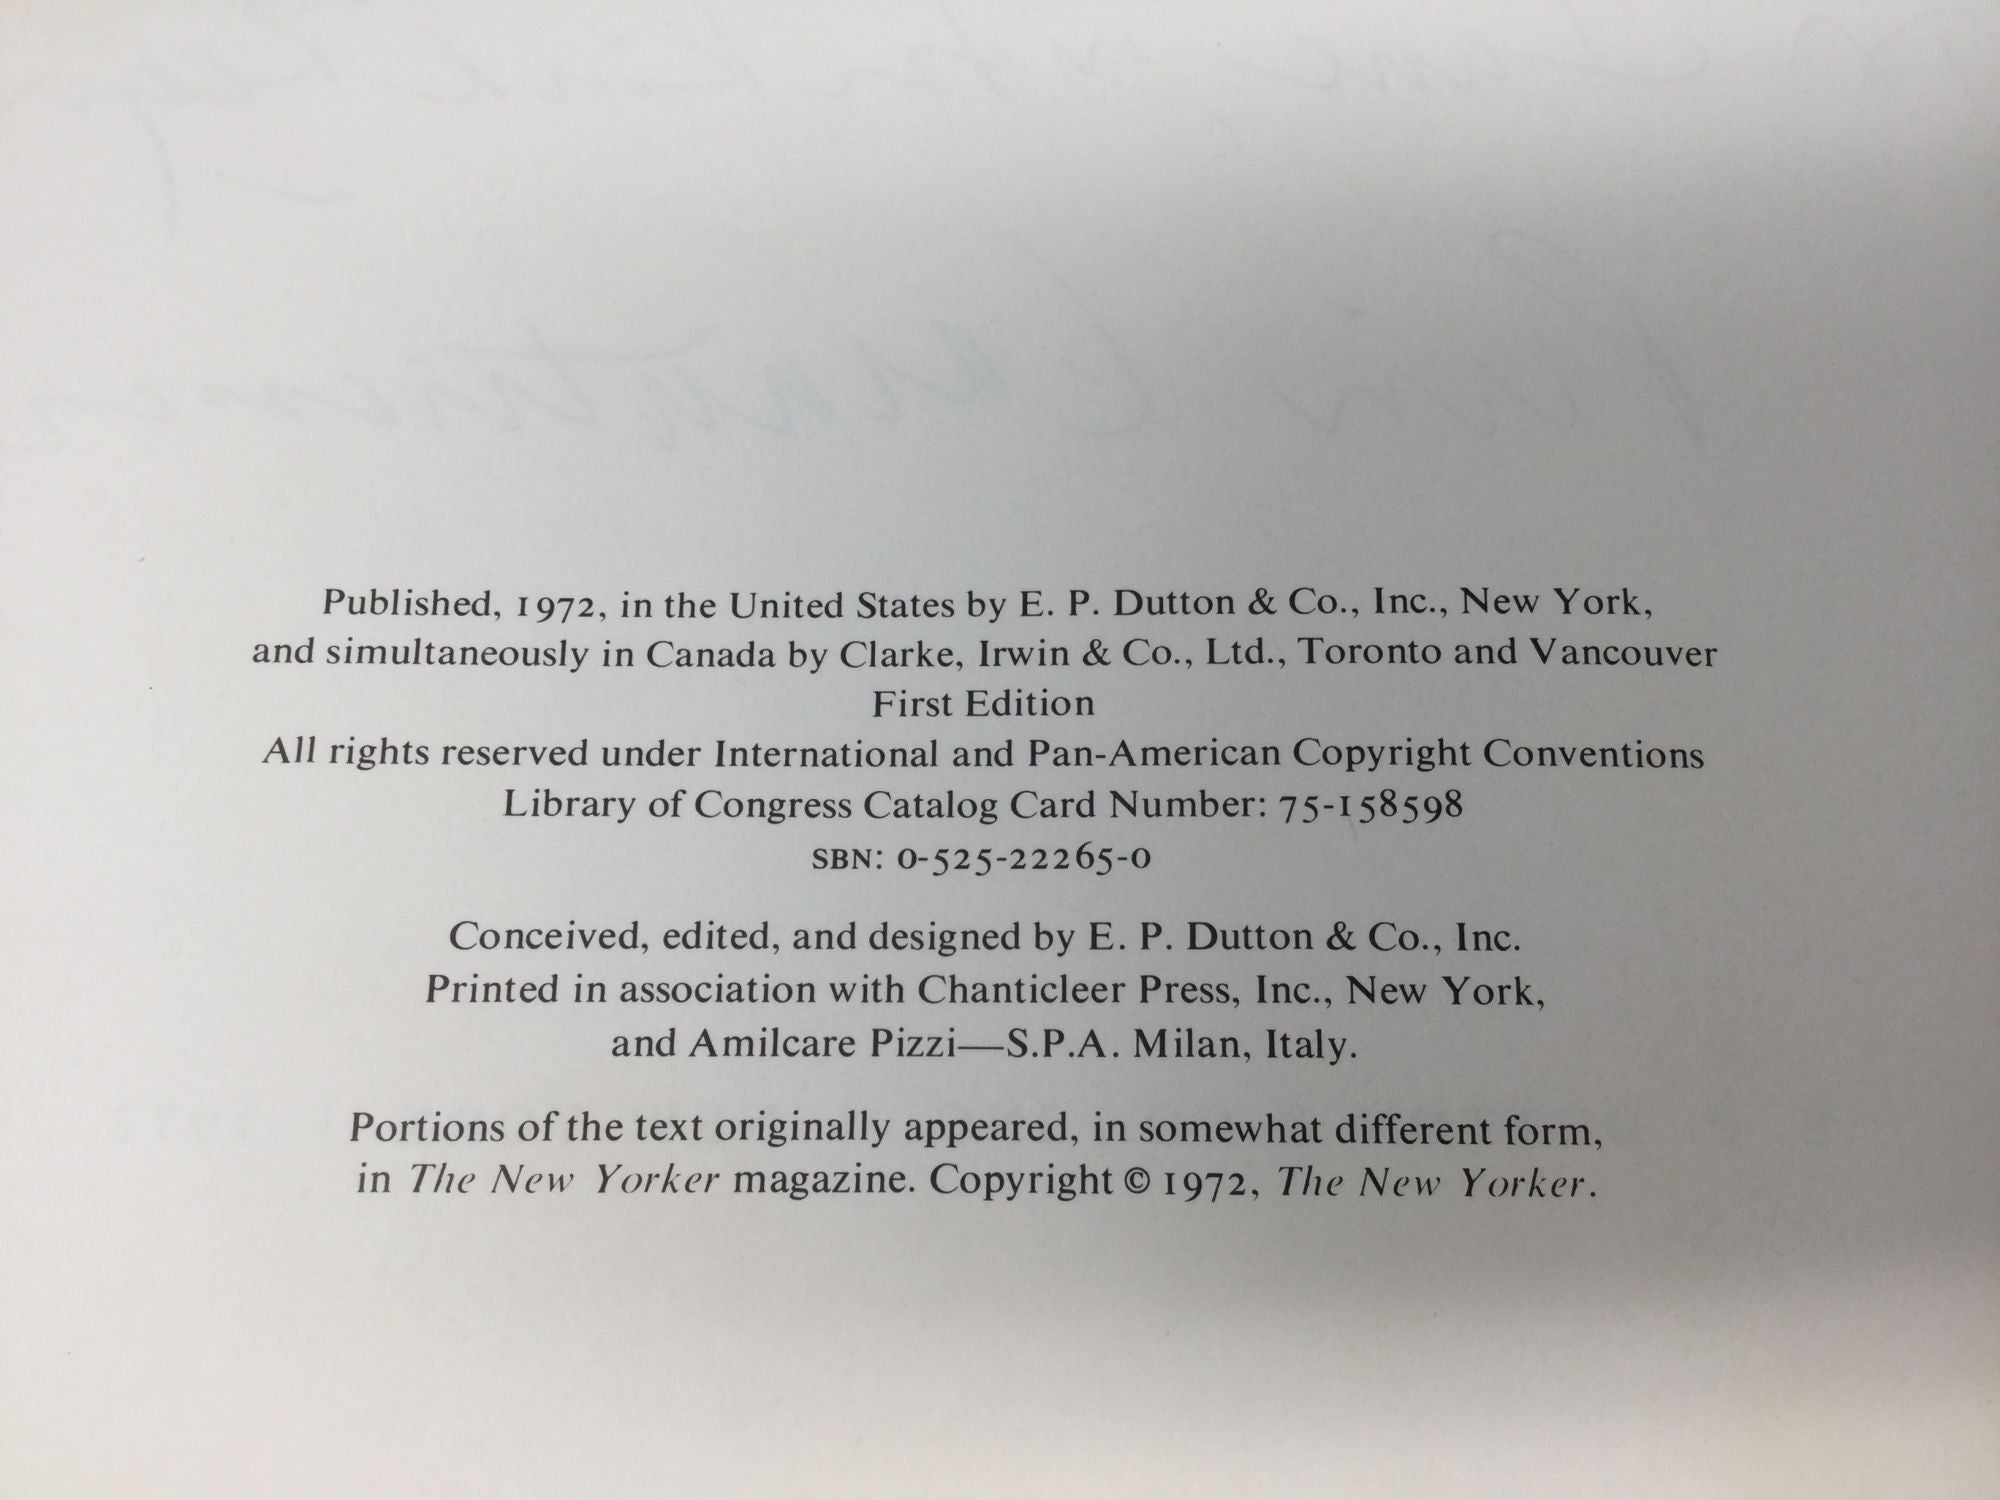 Published, 1972, in the United States by E. P. Dutton & Co., Inc., New York,
and simultaneously in Canada by Clarke, Irwin & Co., Ltd., Toronto and Vancouver
First Edition
All rights reserved under International and Pan-American Copyright Conventions
Library of Congress Catalog Card Number: 75-158598
SBN: 0-525-22265-0
Conceived, edited, and designed by E. P. Dutton & Co., Inc.
Printed in association with Chanticleer Press, Inc., New York,
and Amilcare Pizzi—S.P.A. Milan, Italy.
Portions of the text originally appeared, in somewhat different form,
in The New Yorker magazine. Copyright © 1972, The New Yorker.